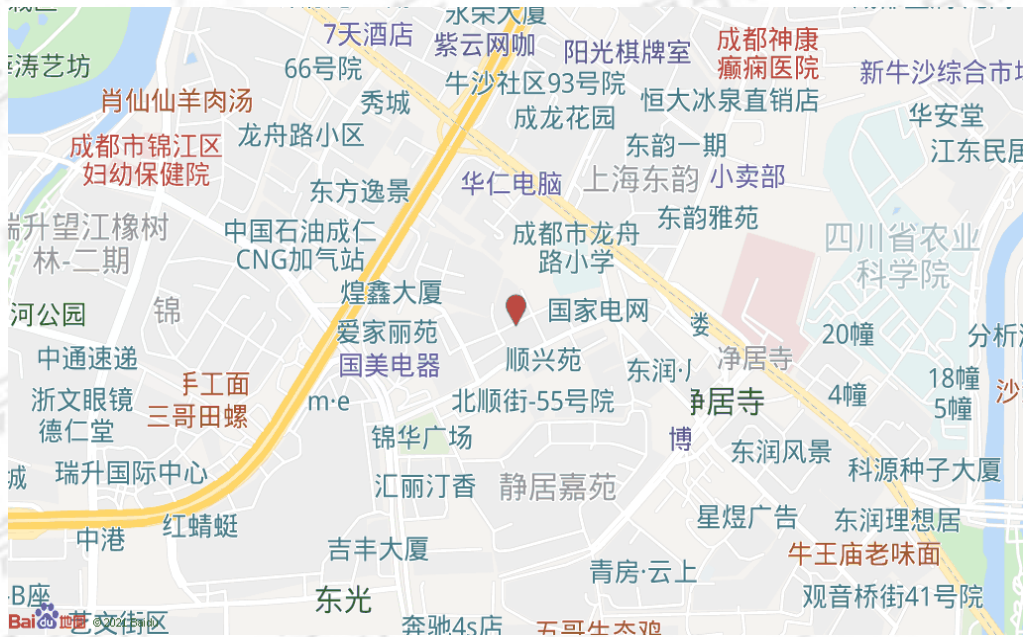 永荣大厦
7天酒店
紫云网咖
阳光棋牌室
成都神康
癫痫医院
66号院
牛沙社区93号院
新牛沙综合市场
涛艺坊
肖仙仙羊肉汤
秀城
恒大冰泉直销店
成龙花园
华安堂
龙舟路小区
成都市锦江区
妇幼保健院
东韵一期
江东民居
东方逸景
华仁电脑
上海东韵
小卖部
瑞升望江橡树
林-二期
中国石油成仁
CNG加气站
成都市龙舟
路小学
东韵雅苑
四川省农业
科学院
煌鑫大厦
锦
河公园
国家电网
爱家丽苑
20幢
分析
中通速递
国美电器
顺兴苑
东润·
净居寺
手工面
18幢
5幢
沙
浙文眼镜
三哥田螺
m·e
北顺街-55号院
静居寺
4幢
德仁堂
锦华广场
博
东润风景
城
瑞升国际中心
汇丽汀香
静居嘉苑
科源种子大厦
中港
红蜻蜓
星煜广告
东润理想居
吉丰大厦
牛王庙老味面
青房·云上
-B座
东光
观音桥街41号院
Bai du 地图
© 2021 Baidu
艺文街区
奔驰4s店
五哥生态鸡